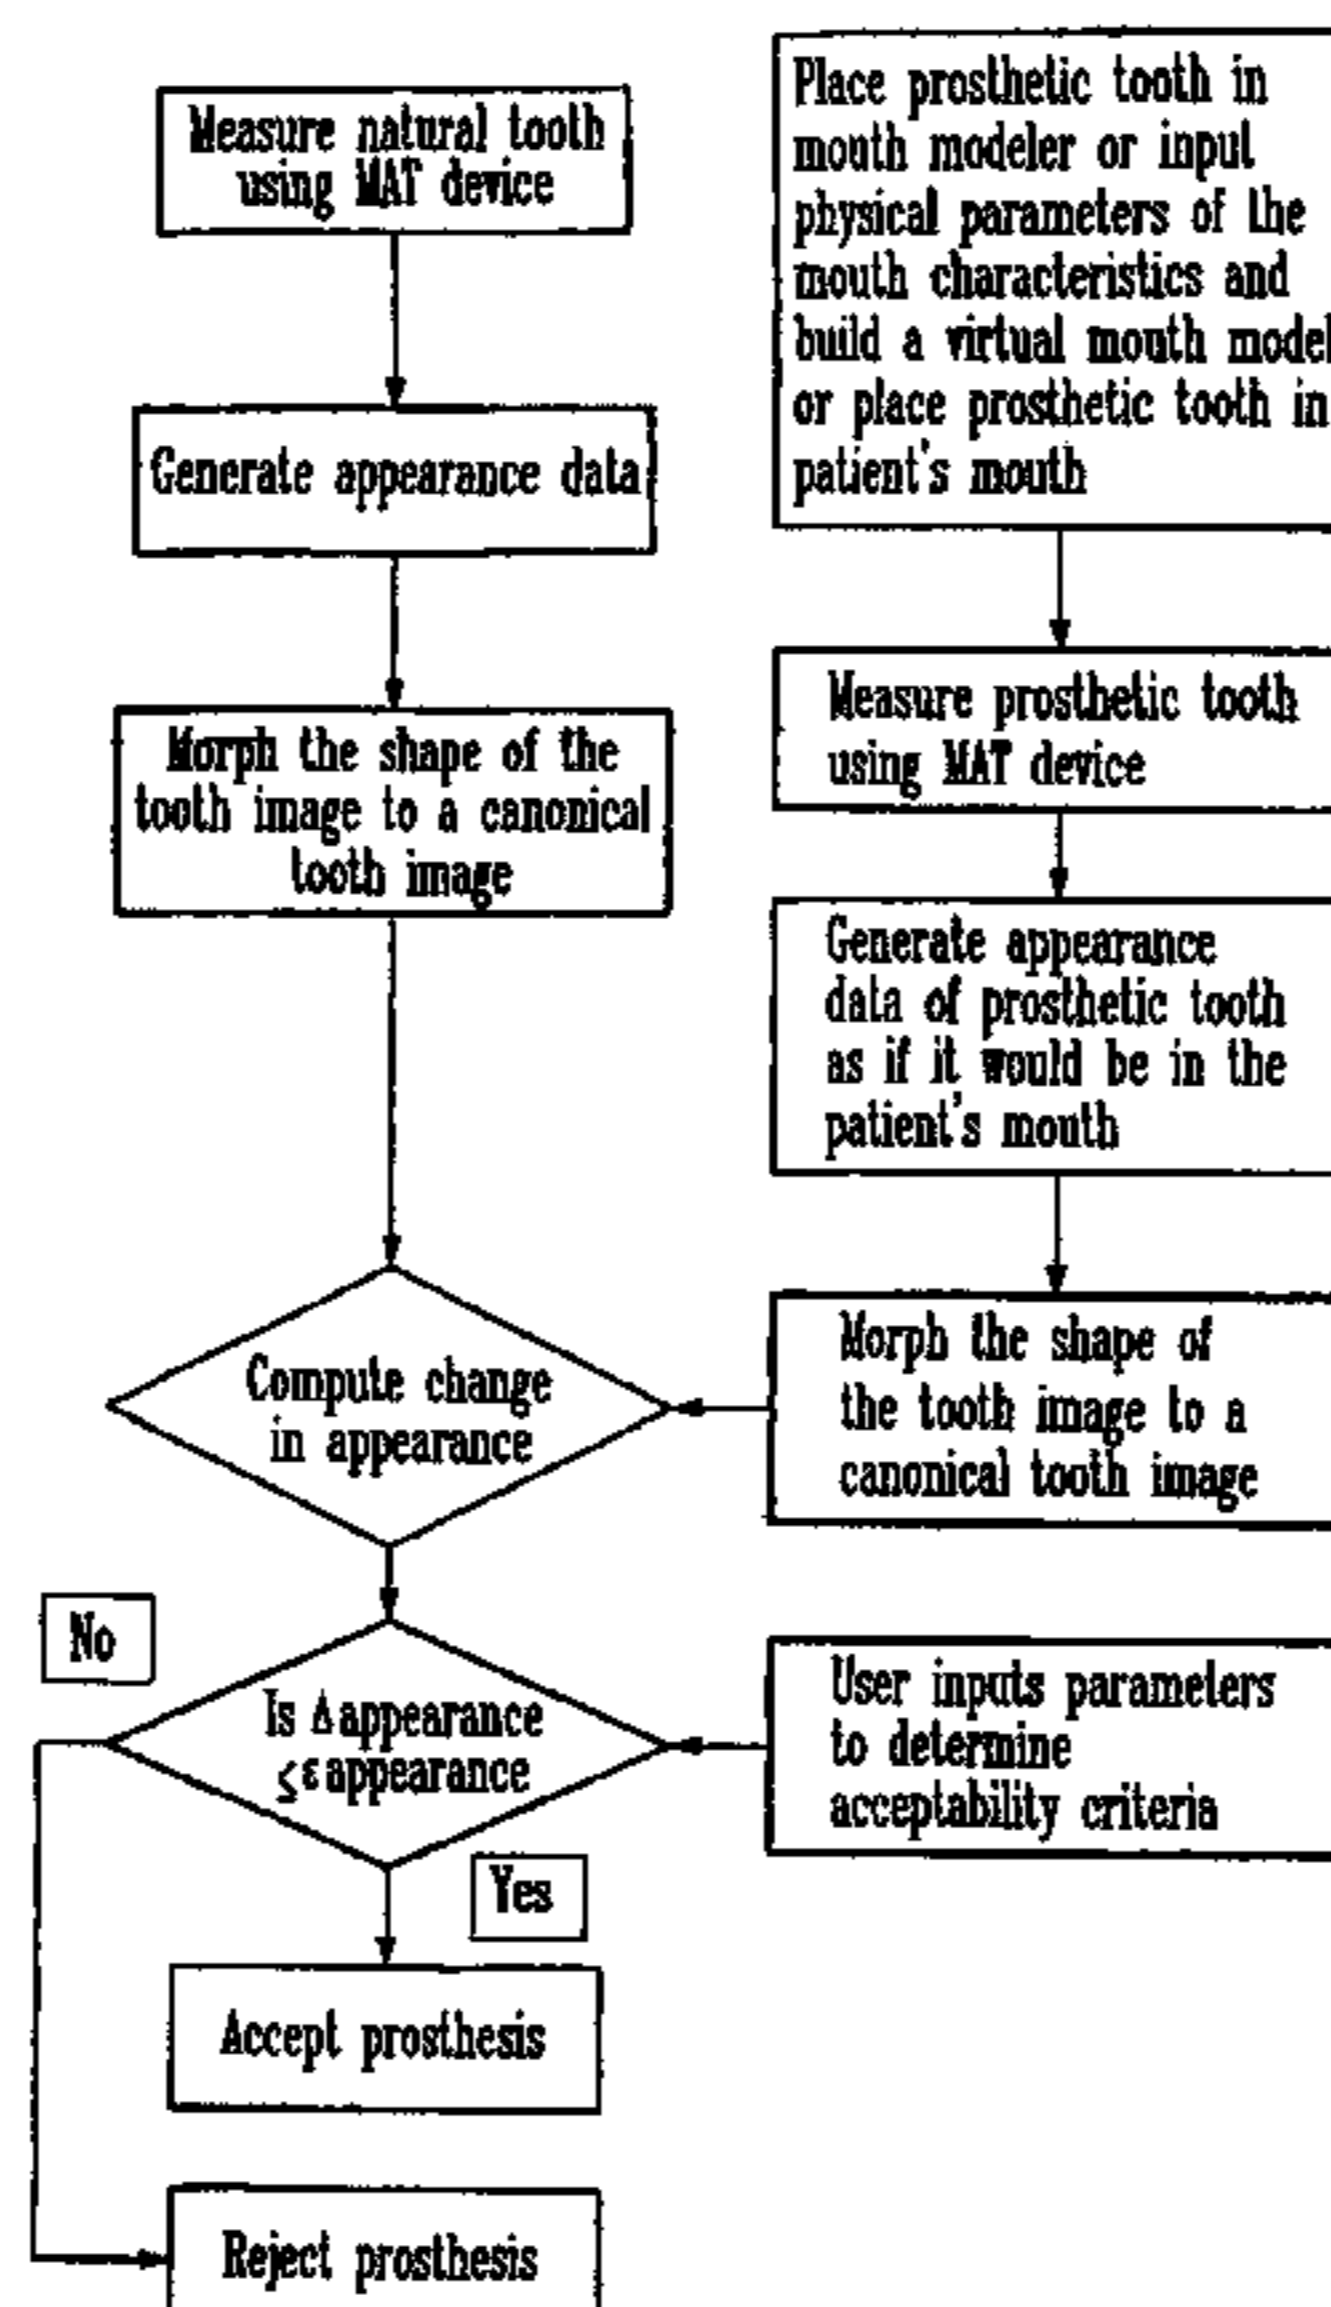 Measure natural tooth
using MAT device
Generate appearance data
Morph the shape of the
tooth image to a canonical
tooth image
Place prosthetic tooth in
mouth modeler or input
physical parameters of the
mouth characteristics and
build a virtual mouth model
or place prosthetic tooth in
patient's mouth
Measure prosthetic tooth
using MAT device
Generate appearance
data of prosthetic tooth
as if it would be in the
patient's mouth
Morph the shape of
the tooth image to a
canonical tooth image
Compute change
in appearance
User inputs parameters
to determine
acceptability criteria
Is Δappearance
≤εappearance
No
Yes
Accept prosthesis
Reject prosthesis